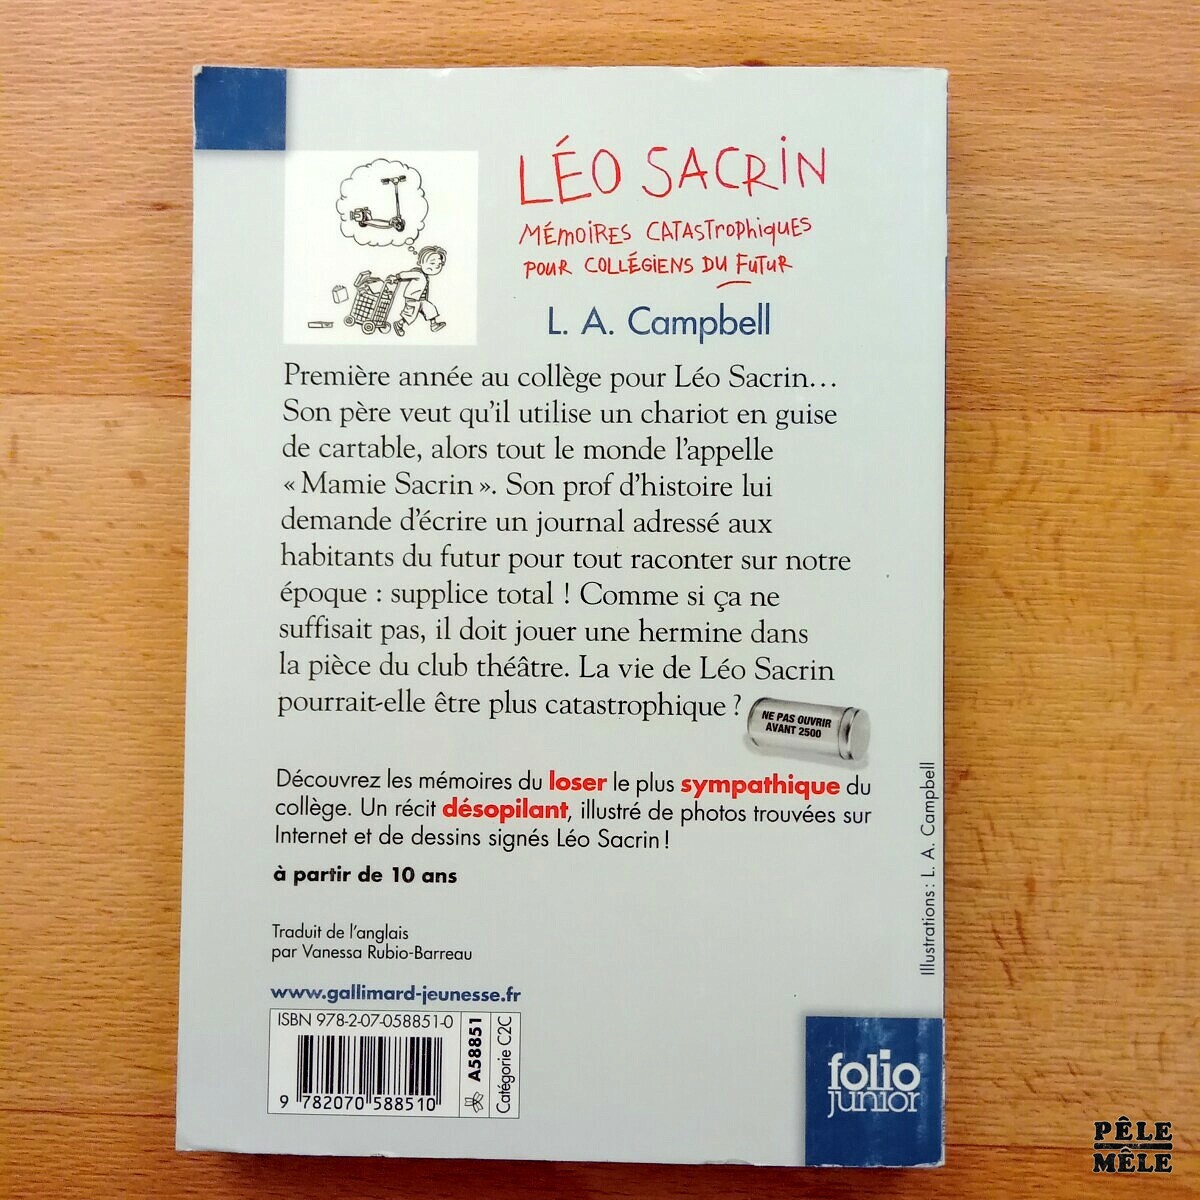 LÉO SACRIN
MÉMOIRES CATASTROPHIQUES
POUR COLLÉGIENS DU FUTUR
L. A. Campbell
Première année au collège pour Léo Sacrin...
Son père veut qu'il utilise un chariot en guise
de cartable, alors tout le monde l'appelle
« Mamie Sacrin ». Son prof d'histoire lui
demande d'écrire un journal adressé aux
habitants du futur pour tout raconter sur notre
époque : supplice total ! Comme si ça ne
suffisait pas, il doit jouer une hermine dans
la pièce du club théâtre. La vie de Léo Sacrin
pourrait-elle être plus catastrophique ?
NE PAS OUVRIR
AVANT 2500
Découvrez les mémoires du loser le plus sympathique du
collège. Un récit désopilant, illustré de photos trouvées sur
Internet et de dessins signés Léo Sacrin !
à partir de 10 ans
Illustrations : L. A. Campbell
Traduit de l'anglais
par Vanessa Rubio-Barreau
www.gallimard-jeunesse.fr
ISBN 978-2-07-058851-0
9 782070 588510
A58851
Catégorie C2C
folio
junior
PÊLE
MÊLE